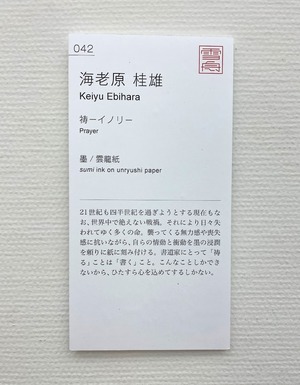 042
海老原 桂雄
Keiyu Ebihara
祷ーイノリー
Prayer
墨 / 雲龍紙
sumi ink on unryushi paper
21世紀も四半世紀を過ぎようとする現在もな
お、世界中で絶えない戦禍。それにより日々失
われてゆく多くの命。襲ってくる無力感や喪失
感に抗いながら、自らの情動と衝動を墨の浸潤
を頼りに紙に刻み付ける。書道家にとって「祷
る」ことは「書く」こと。こんなことしかでき
ないから、ひたすら心を込めてするしかない。